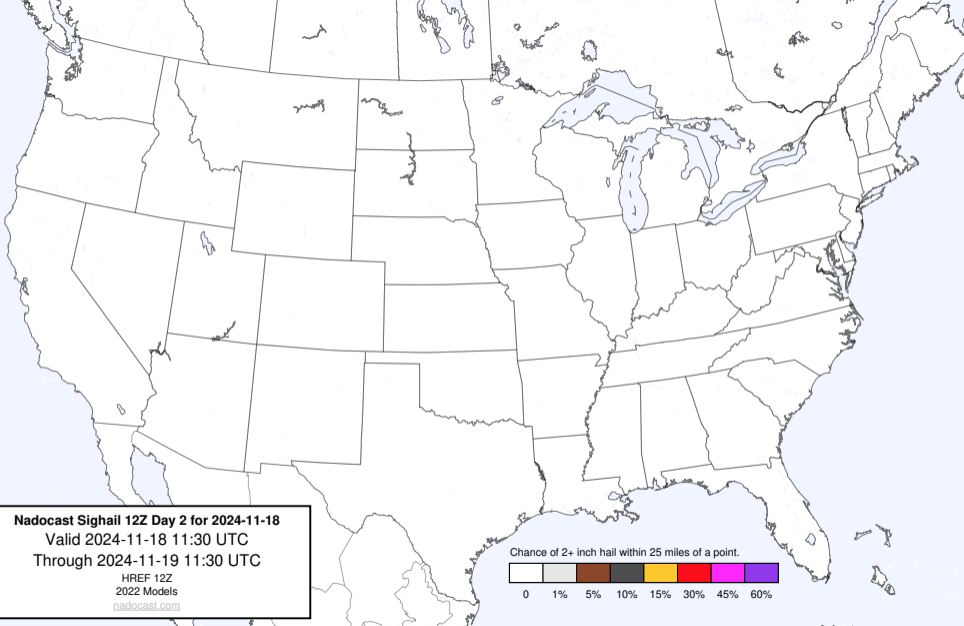 Nadocast Sighail 12Z Day 2 for 2024-11-18
Valid 2024-11-18 11:30 UTC
Through 2024-11-19 11:30 UTC
HREF 12Z
2022 Models
nadocast.com
Chance of 2+ inch hail within 25 miles of a point.
0 1% 5% 10% 15% 30% 45% 60%